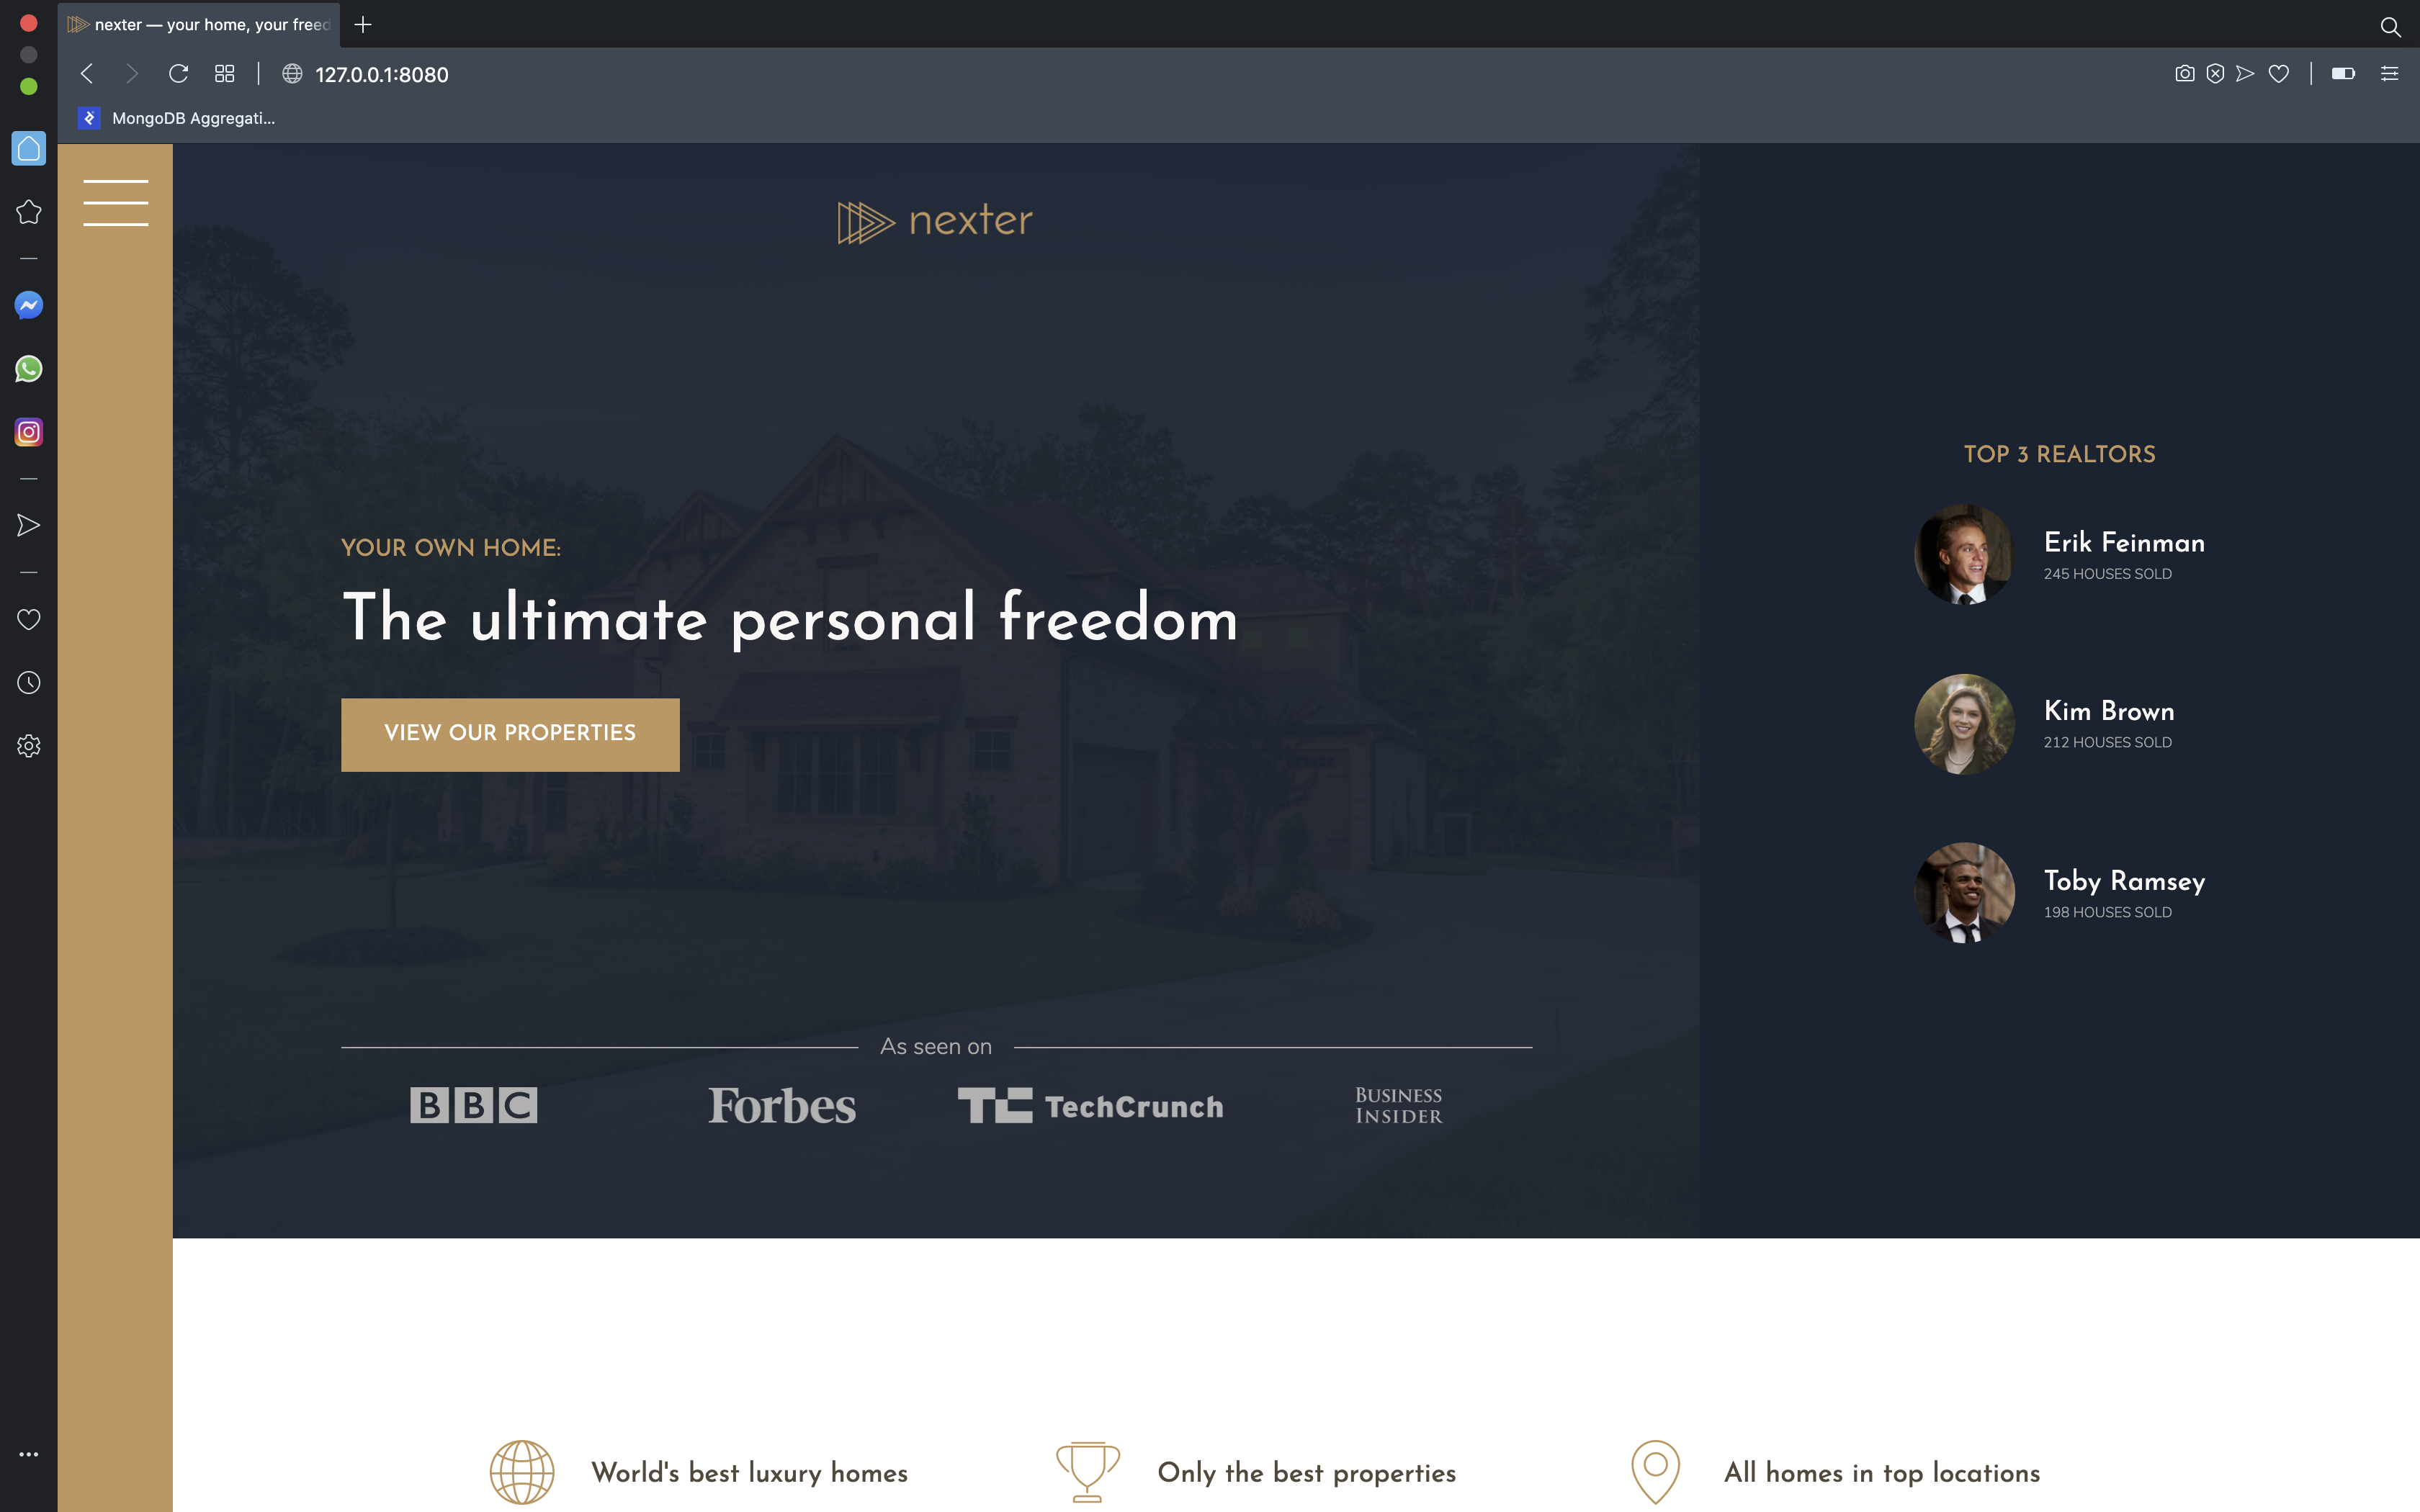 nexter — your home, your freed
127.0.0.1:8080
MongoDB Aggregati...
nexter
YOUR OWN HOME:
The ultimate personal freedom
VIEW OUR PROPERTIES
As seen on
BBC
Forbes
TC TechCrunch
BUSINESS
INSIDER
TOP 3 REALTORS
Erik Feinman
245 HOUSES SOLD
Kim Brown
212 HOUSES SOLD
Toby Ramsey
198 HOUSES SOLD
World's best luxury homes
Only the best properties
All homes in top locations